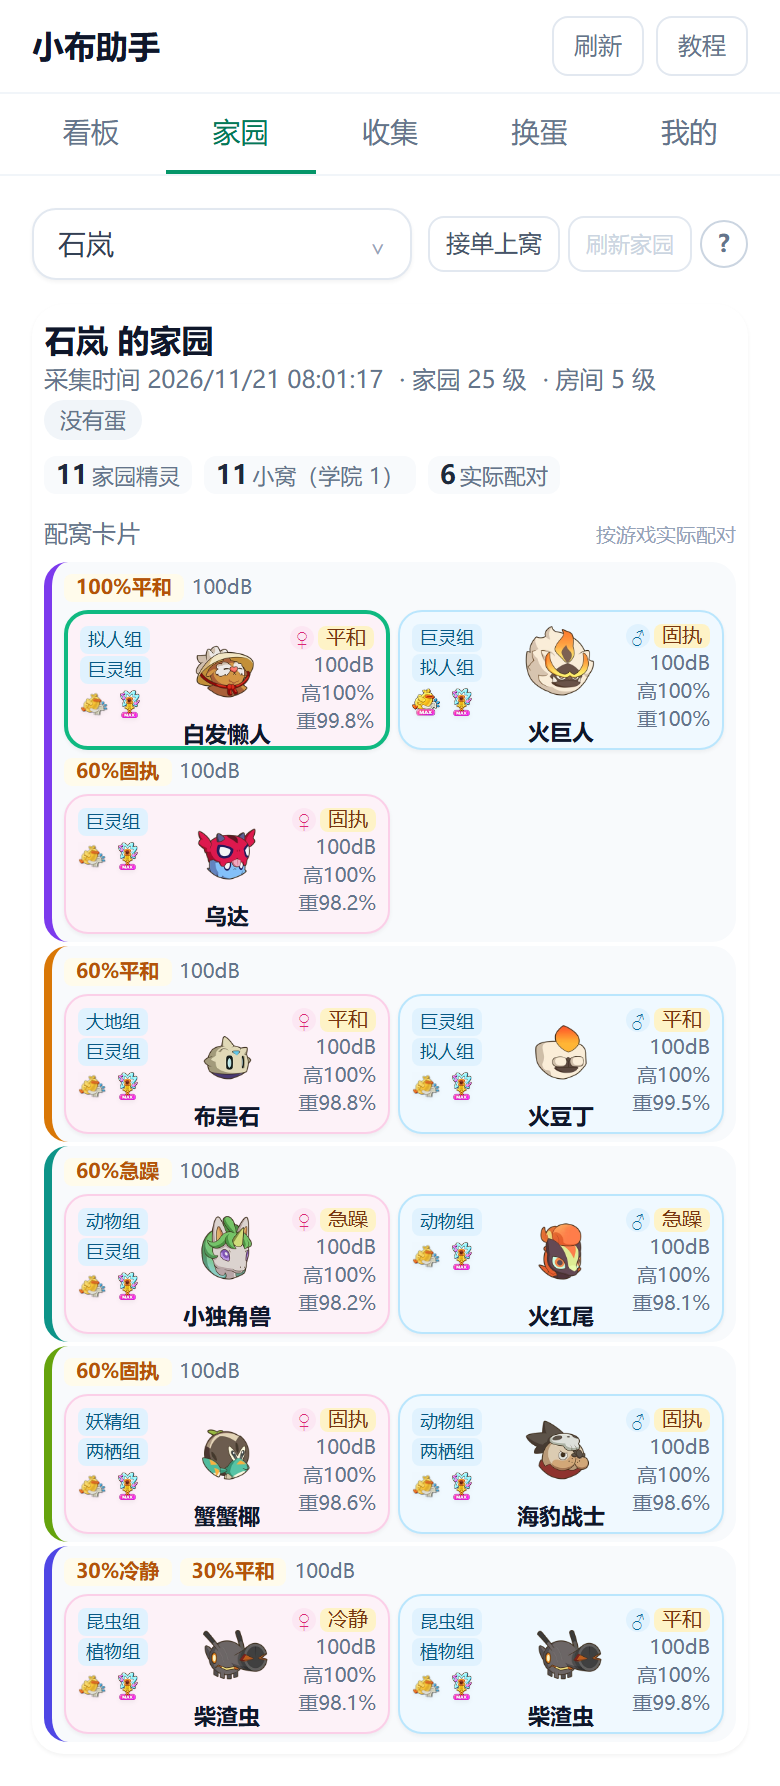 小布助手
刷新
教程
看板
家园
收集
换蛋
我的
石岚
接单上窝
刷新家园
?
石岚 的家园
采集时间 2026/11/21 08:01:17 · 家园 25 级 · 房间 5 级
没有蛋
11 家园精灵
11 小窝（学院 1）
6 实际配对
配窝卡片
按游戏实际配对
100%平和 100dB
拟人组
巨灵组
MAX
♀ 平和
100dB
高100%
重99.8%
白发懒人
巨灵组
拟人组
MAX MAX
♂ 固执
100dB
高100%
重100%
火巨人
60%固执 100dB
巨灵组
MAX
♀ 固执
100dB
高100%
重98.2%
乌达
60%平和 100dB
大地组
巨灵组
MAX
♀ 平和
100dB
高100%
重98.8%
布是石
巨灵组
拟人组
MAX
♂ 平和
100dB
高100%
重99.5%
火豆丁
60%急躁 100dB
动物组
巨灵组
MAX
♀ 急躁
100dB
高100%
重98.2%
小独角兽
动物组
MAX
♂ 急躁
100dB
高100%
重98.1%
火红尾
60%固执 100dB
妖精组
两栖组
MAX
♀ 固执
100dB
高100%
重98.6%
蟹蟹椰
动物组
两栖组
MAX
♂ 固执
100dB
高100%
重98.6%
海豹战士
30%冷静 30%平和 100dB
昆虫组
植物组
MAX
♀ 冷静
100dB
高100%
重98.1%
柴渣虫
昆虫组
植物组
MAX
♂ 平和
100dB
高100%
重99.8%
柴渣虫